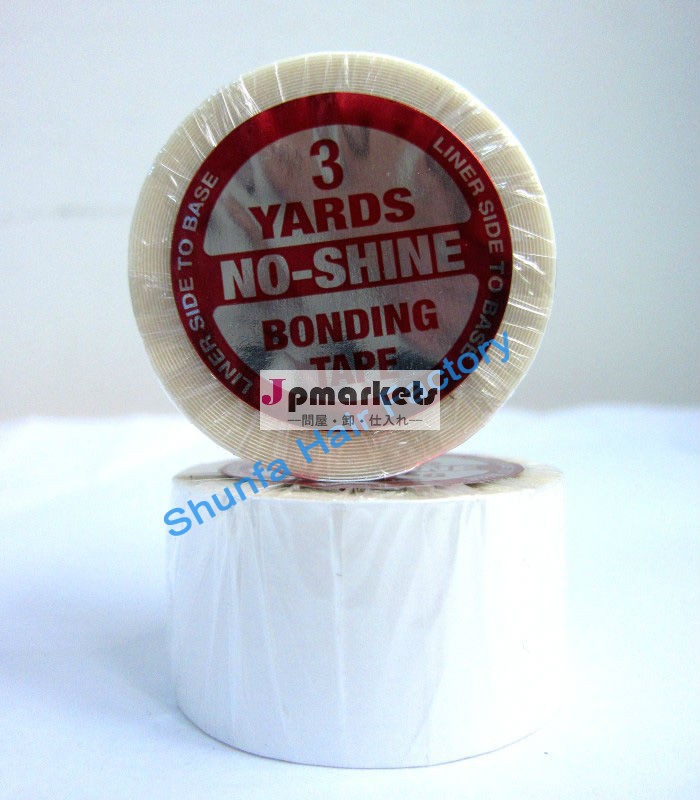 3
YARDS
NO-SHINE
BONDING
TAPE
LINER SIDE TO BASE
LINER SIDE TO BASE
Jpmarkets
—問屋・卸・仕入れ—
Shunfa Hair Factory